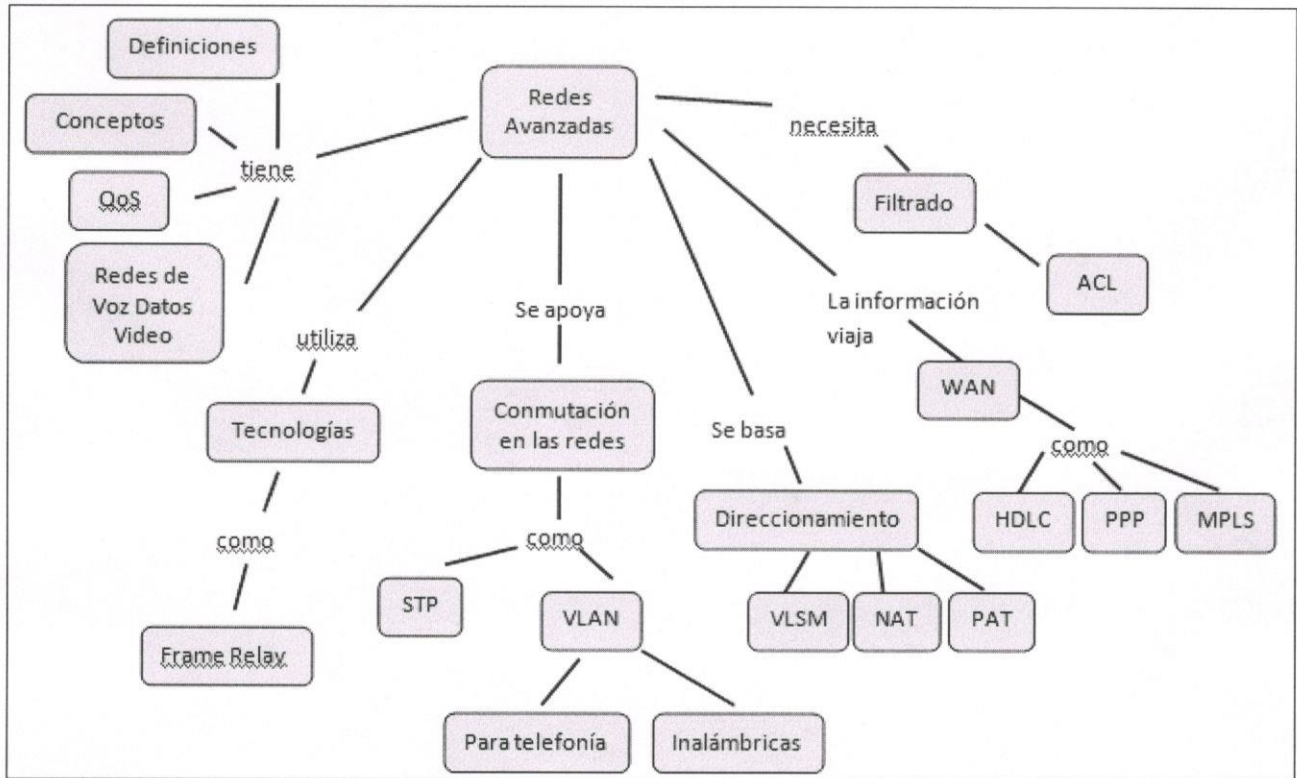 Definiciones
Redes
Avanzadas
Conceptos
necesita
tiene
QoS
Filtrado
Redes de
Voz Datos
Video
ACL
La información
viaja
Se apoya
utiliza
WAN
Conmutación
en las redes
Tecnologías
Se basa
como
Direccionamiento
HDLC
PPP
MPLS
como
como
STP
VLAN
VLSM
NAT
PAT
Frame Relay
Para telefonía
Inalámbricas